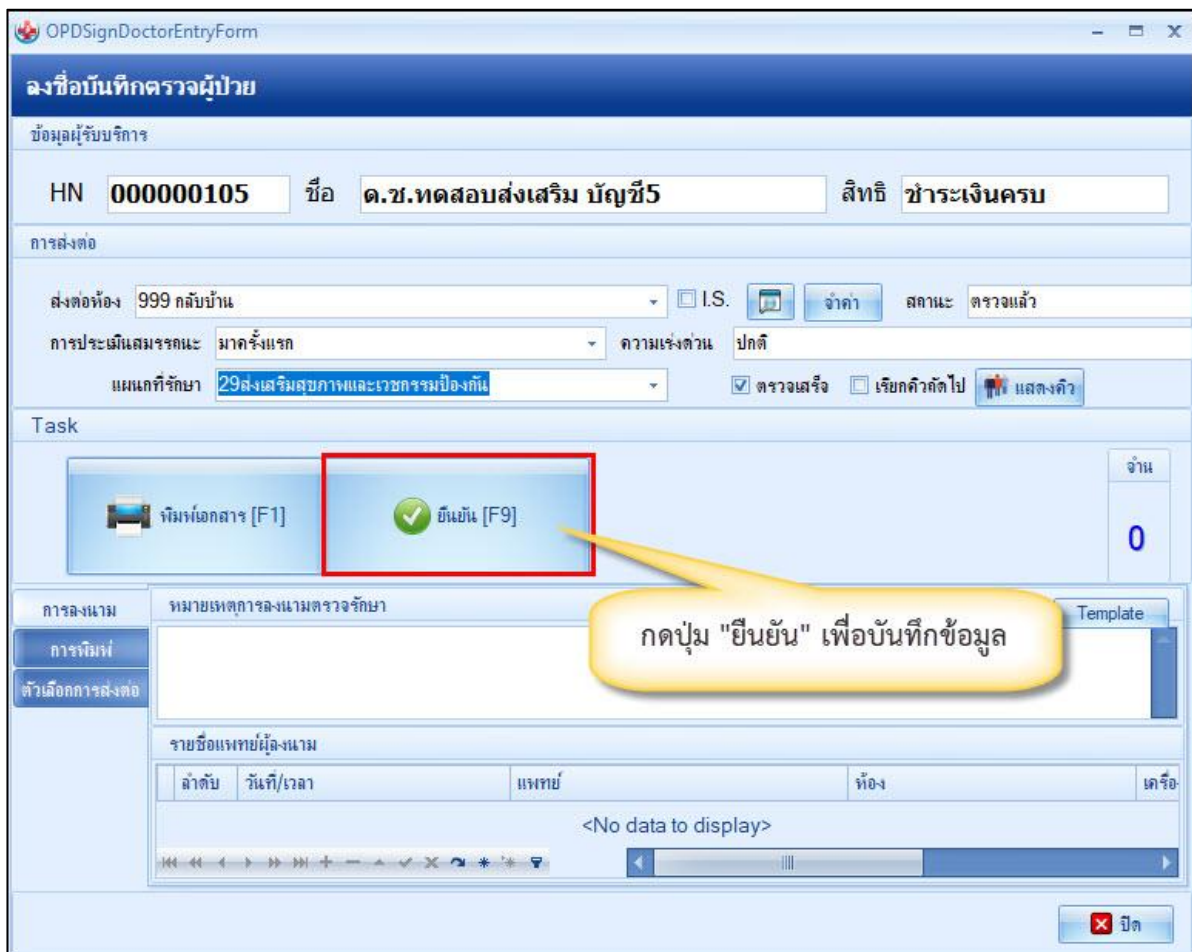 OPDSignDoctorEntryForm
ลงชื่อบันทึกตรวจผู้ป่วย
ข้อมูลผู้รับบริการ
HN 000000105 ชื่อ ด.ช.ทดสอบส่งเสริม บัญชี5 สิทธิ ชำระเงินครบ
การส่งต่อ
ส่งต่อห้อง 999 กลับบ้าน I.S. จำค่า สถานะ ตรวจแล้ว
การประเมินสมรรถนะ มาครั้งแรก ความเร่งด่วน ปกติ
แผนกที่รักษา 29ส่งเสริมสุขภาพและเวชกรรมป้องกัน ตรวจเสร็จ เรียกคิวถัดไป แสดงคิว
Task
จำน
พิมพ์เอกสาร [F1] ยืนยัน [F9]
0
การลงนาม หมายเหตุการลงนามตรวจรักษา Template
กดปุ่ม "ยืนยัน" เพื่อบันทึกข้อมูล
การพิมพ์
ตัวเลือกการส่งต่อ
รายชื่อแพทย์ผู้ลงนาม
ลำดับ วันที่/เวลา แพทย์ ห้อง เครื่อ
<No data to display>
ปิด